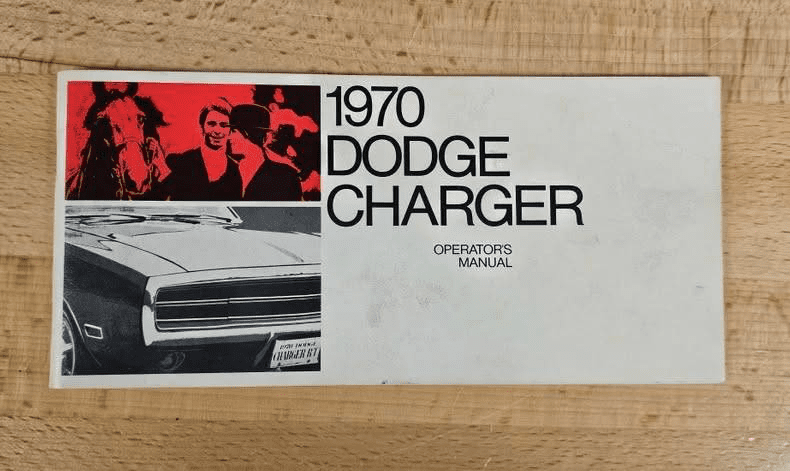 1970
DODGE
CHARGER
OPERATOR'S
MANUAL
1970 DODGE
CHARGER R/T